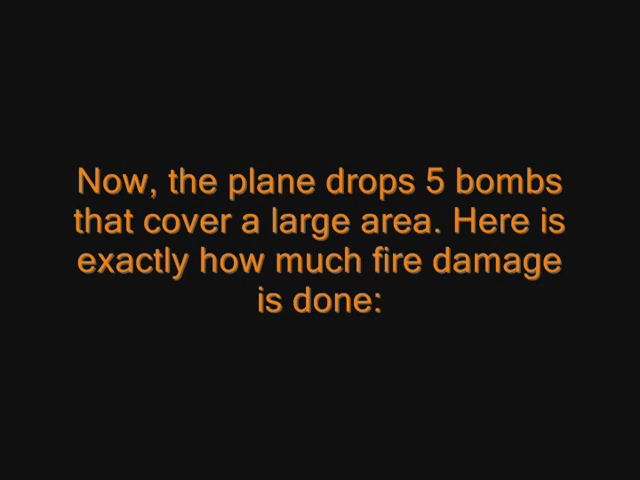 Now, the plane drops 5 bombs
that cover a large area. Here is
exactly how much fire damage
is done: